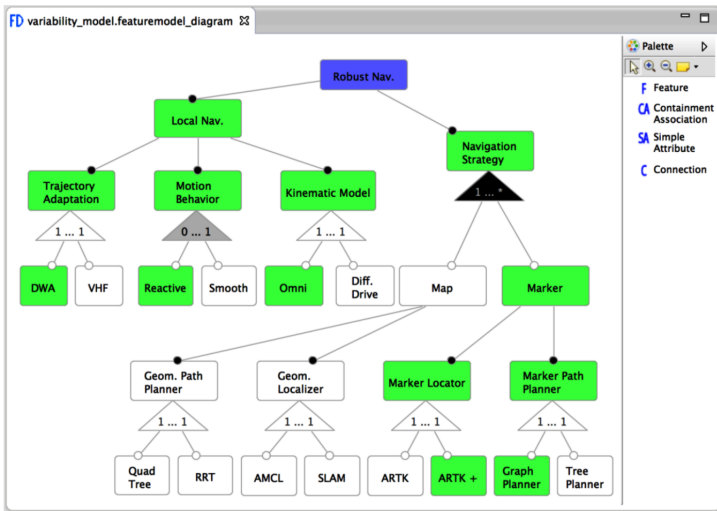 FD variability_model.featuremodel_diagram
Palette
Robust Nav.
F Feature
CA Containment
Association
SA Simple
Attribute
C Connection
Local Nav.
Navigation
Strategy
Trajectory
Adaptation
Motion
Behavior
Kinematic Model
1 ... *
1 ... 1
0 ... 1
1 ... 1
DWA
VHF
Reactive
Smooth
Omni
Diff.
Drive
Map
Marker
Geom. Path
Planner
Geom.
Localizer
Marker Locator
Marker Path
Planner
1 ... 1
1 ... 1
1 ... 1
1 ... 1
Quad
Tree
RRT
AMCL
SLAM
ARTK
ARTK +
Graph
Planner
Tree
Planner